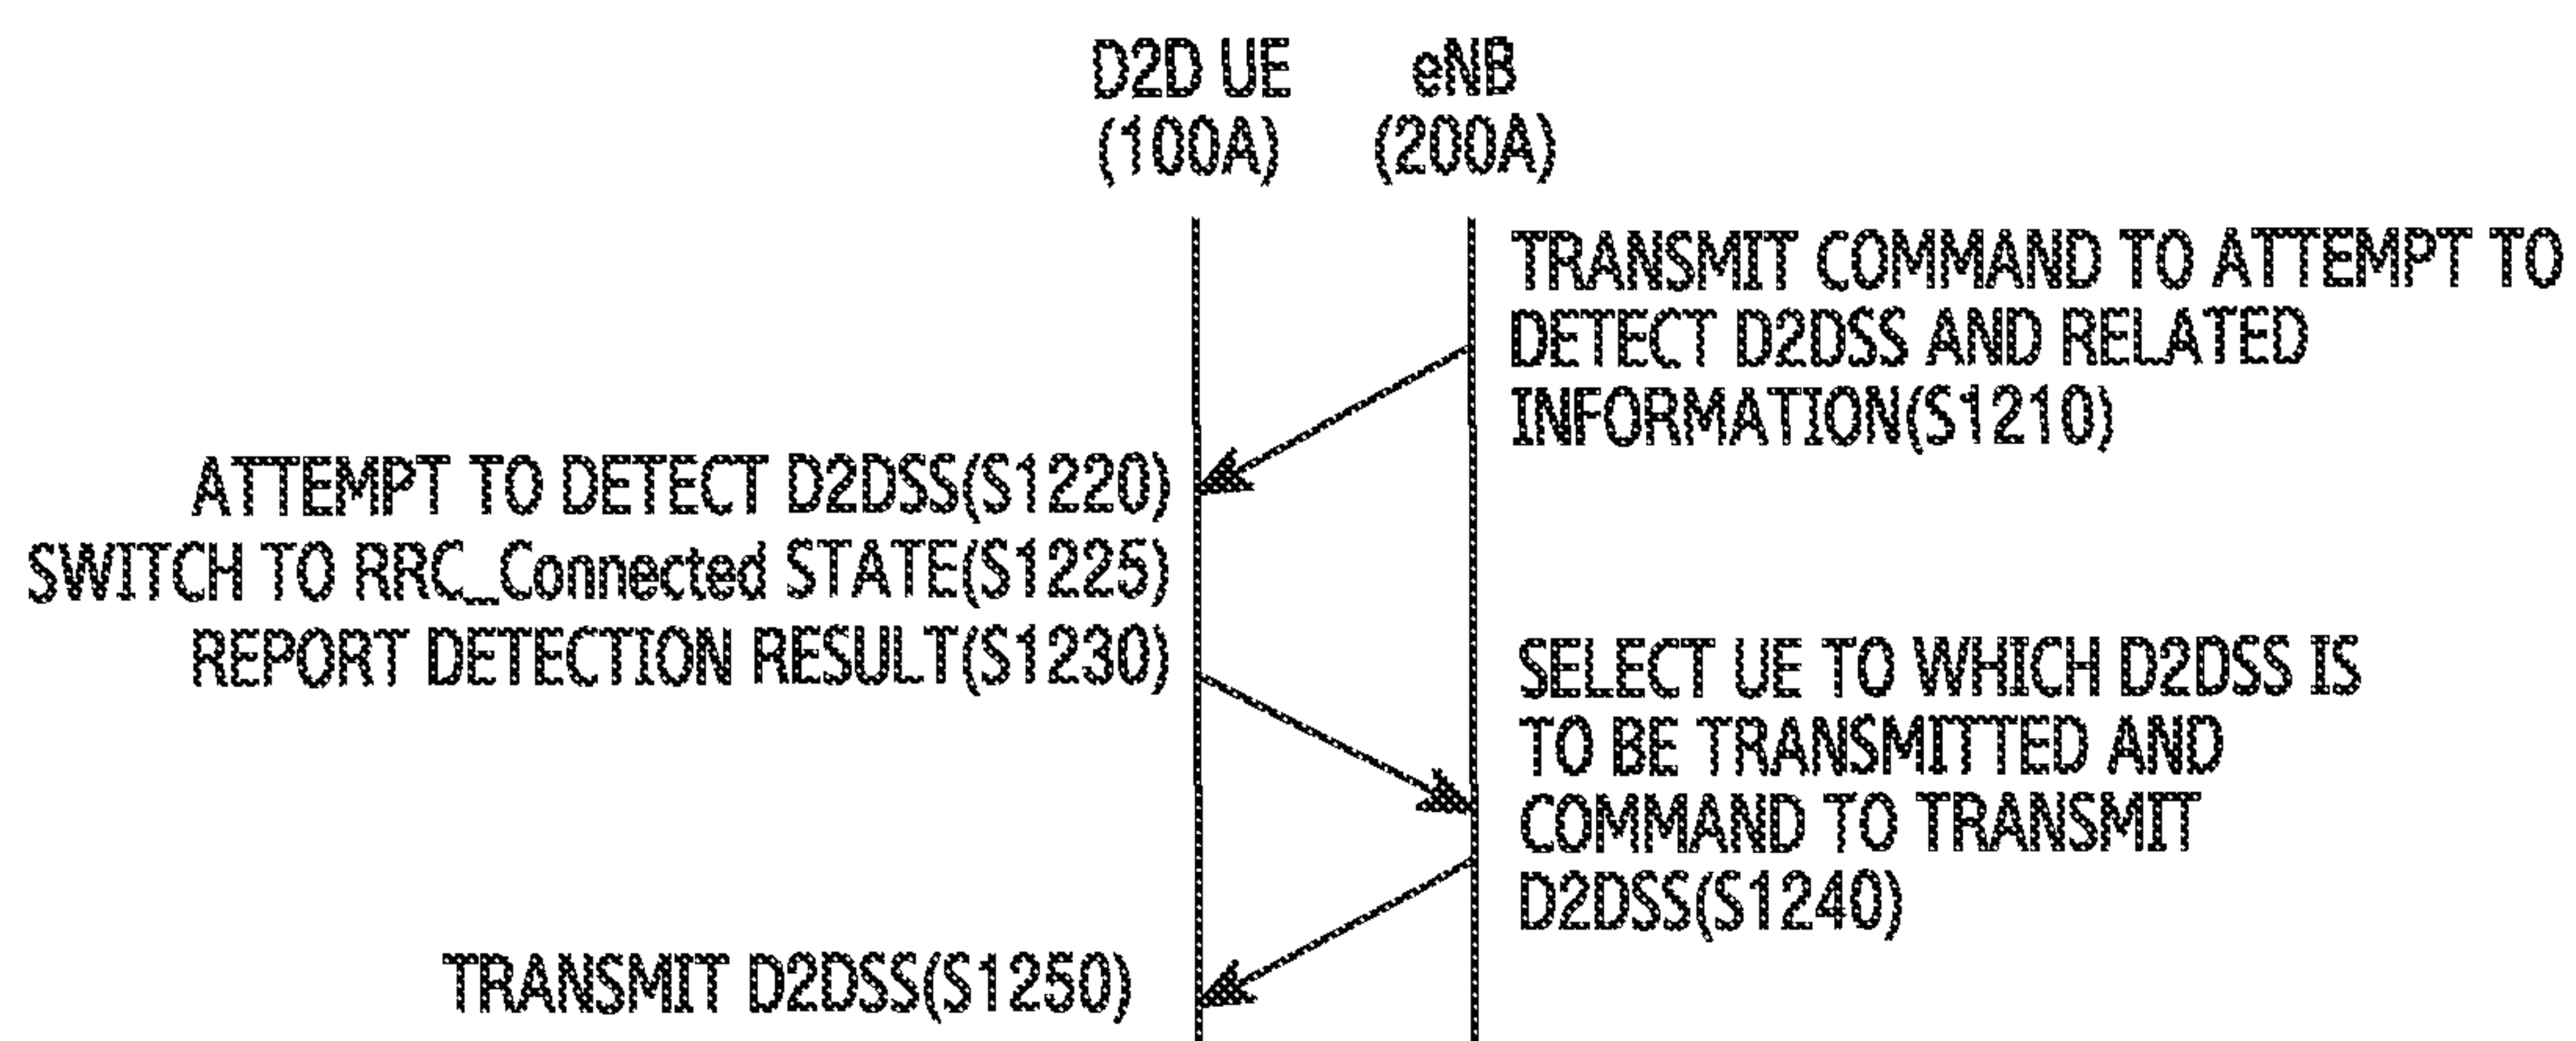 D2D UE
(100A)
eNB
(200A)
TRANSMIT COMMAND TO ATTEMPT TO
DETECT D2DSS AND RELATED
INFORMATION(S1210)
ATTEMPT TO DETECT D2DSS(S1220)
SWITCH TO RRC_Connected STATE(S1225)
REPORT DETECTION RESULT(S1230)
SELECT UE TO WHICH D2DSS IS
TO BE TRANSMITTED AND
COMMAND TO TRANSMIT
D2DSS(S1240)
TRANSMIT D2DSS(S1250)